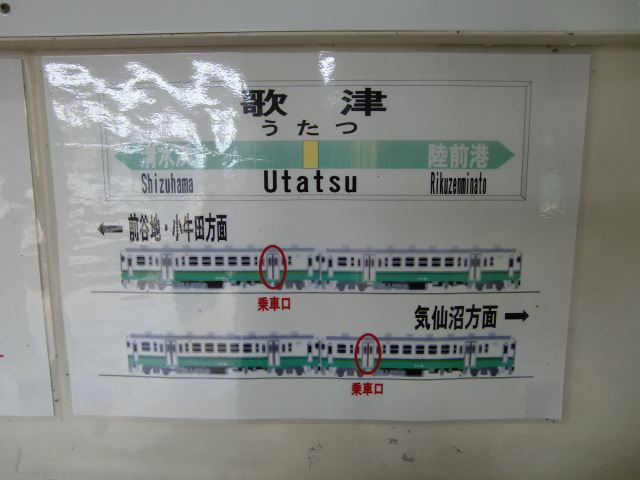 歌津
うたつ
清水浜 陸前港
Shizuhama Utatsu Rikuzenminato
← 前谷地・小牛田方面
乗車口
気仙沼方面 →
乗車口